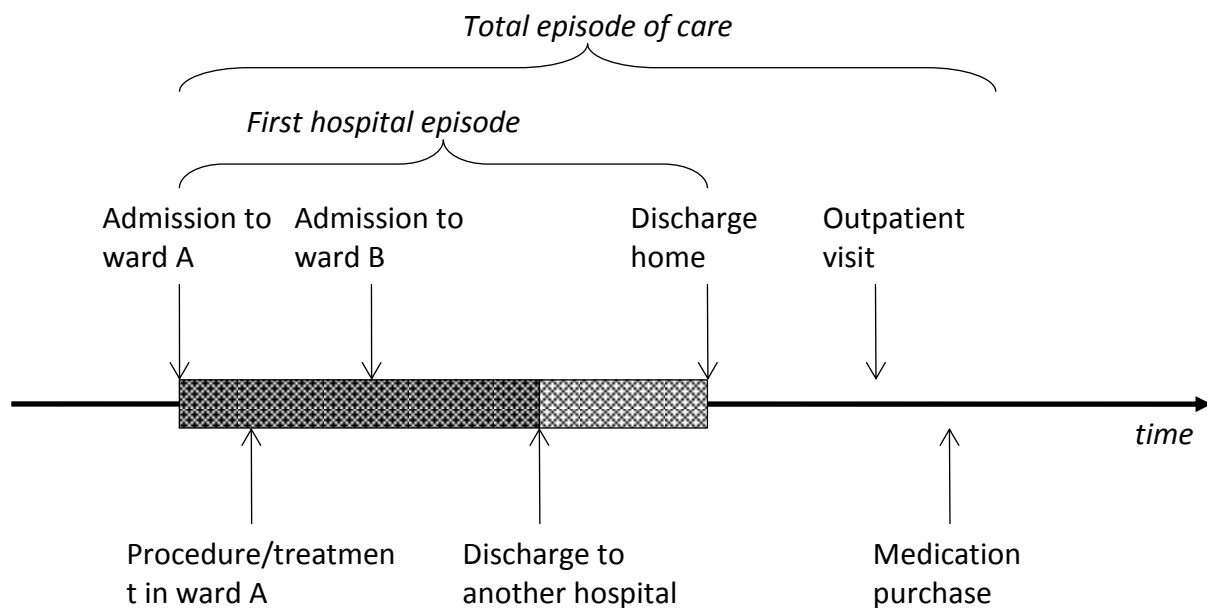 Total episode of care
First hospital episode
Admission to
ward A
Admission to
ward B
Discharge
home
Outpatient
visit
time
Procedure/treatmen
t in ward A
Discharge to
another hospital
Medication
purchase